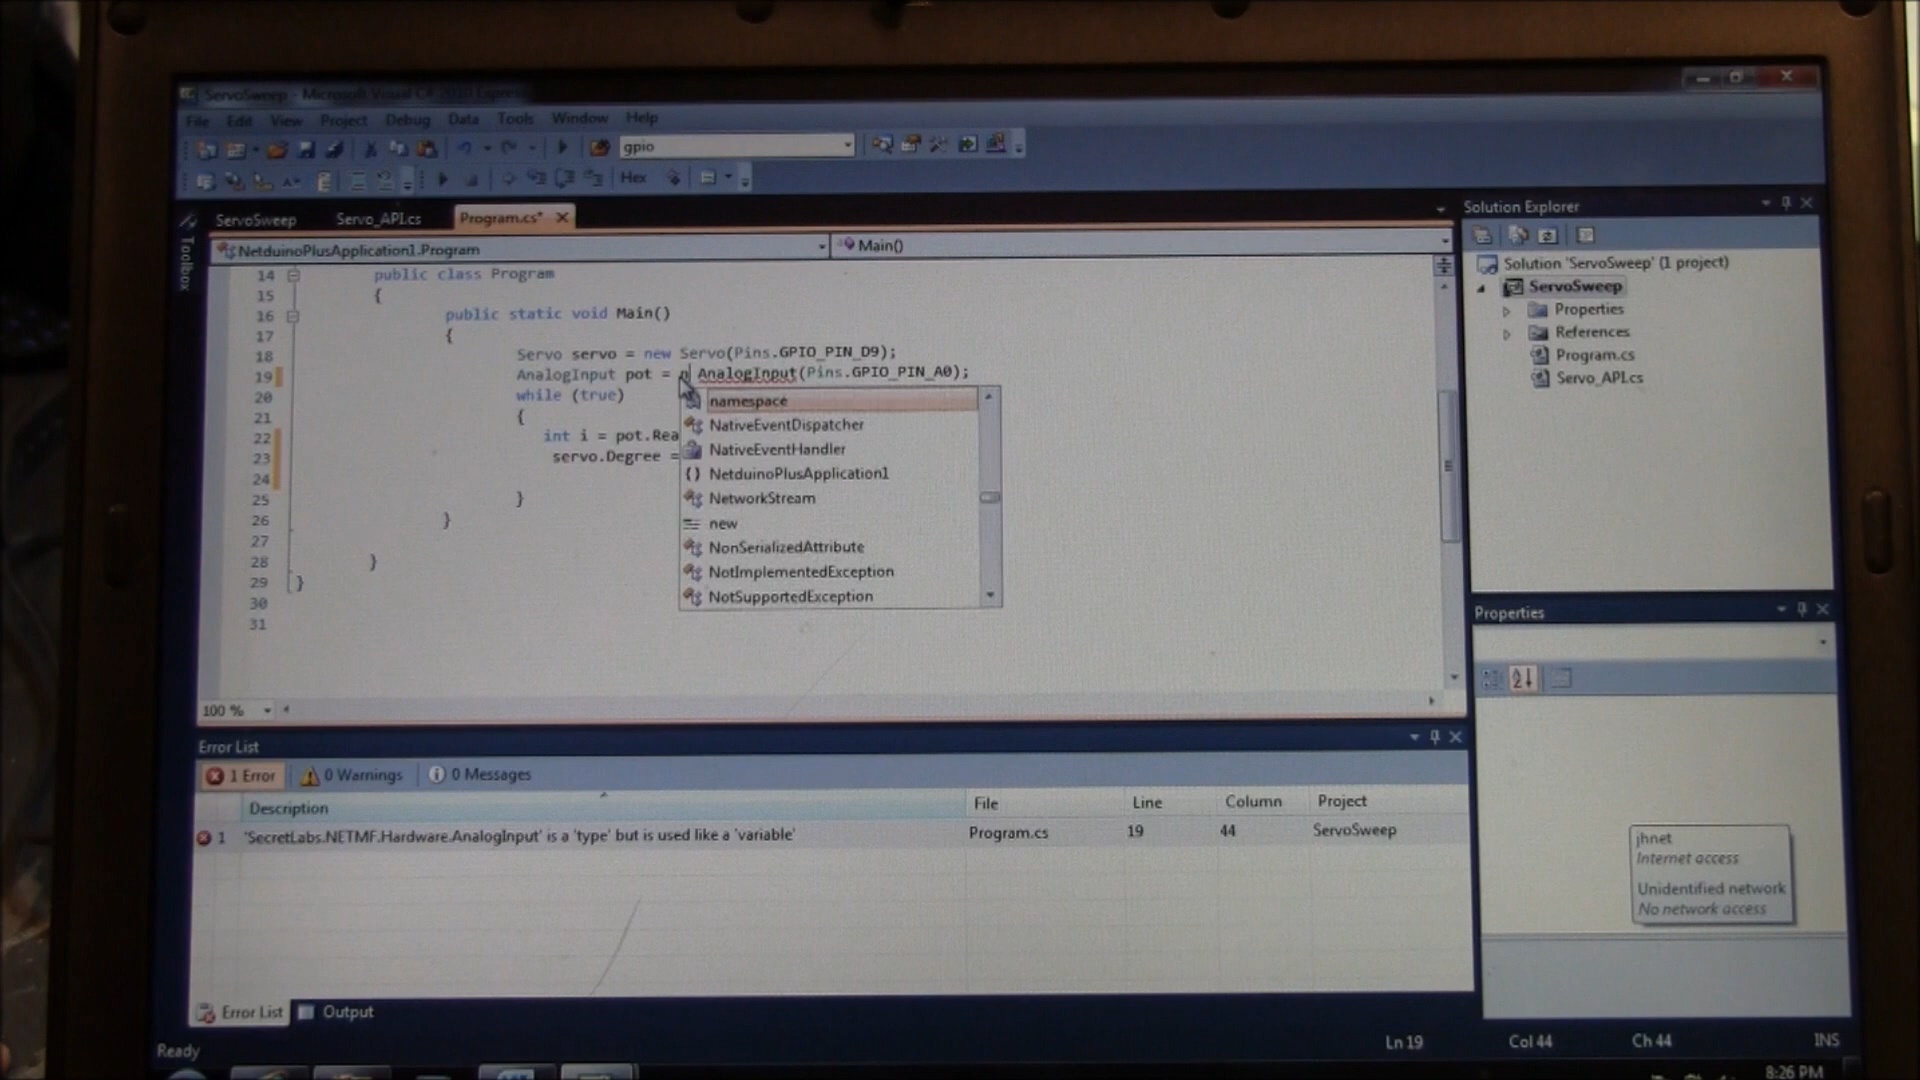 ServoSweep - Microsoft Visual C# 2010 Express
File Edit View Project Debug Data Tools Window Help
gpio
Hex
ServoSweep Servo_API.cs Program.cs*
Toolbox
NetduinoPlusApplication1.Program Main()
14 public class Program
15 {
16 public static void Main()
17 {
18 Servo servo = new Servo(Pins.GPIO_PIN_D9);
19 AnalogInput pot = n AnalogInput(Pins.GPIO_PIN_A0);
20 while (true)
21 {
22 int i = pot.Rea
23 servo.Degree =
24
25 }
26 }
27
28 }
29 }
30
31
namespace
NativeEventDispatcher
NativeEventHandler
{} NetduinoPlusApplication1
NetworkStream
new
NonSerializedAttribute
NotImplementedException
NotSupportedException
100 %
Solution Explorer
Solution 'ServoSweep' (1 project)
ServoSweep
Properties
References
Program.cs
Servo_API.cs
Properties
Error List
1 Error 0 Warnings 0 Messages
Description File Line Column Project
1 'SecretLabs.NETMF.Hardware.AnalogInput' is a 'type' but is used like a 'variable' Program.cs 19 44 ServoSweep
jhnet
Internet access
Unidentified network
No network access
Error List Output
Ready Ln 19 Col 44 Ch 44 INS
8:26 PM